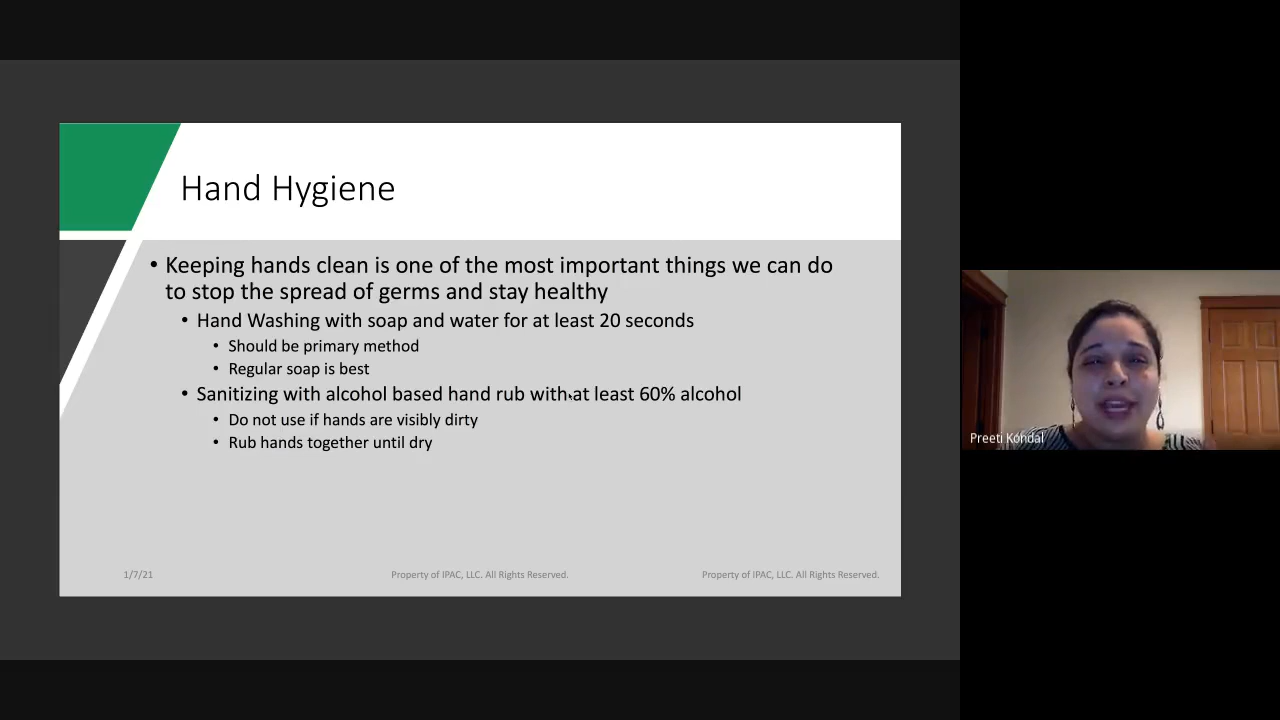 Hand Hygiene
• Keeping hands clean is one of the most important things we can do
to stop the spread of germs and stay healthy
• Hand Washing with soap and water for at least 20 seconds
• Should be primary method
• Regular soap is best
• Sanitizing with alcohol based hand rub with at least 60% alcohol
• Do not use if hands are visibly dirty
• Rub hands together until dry
1/7/21
Property of IPAC, LLC. All Rights Reserved.
Property of IPAC, LLC. All Rights Reserved.
Preeti Kondal